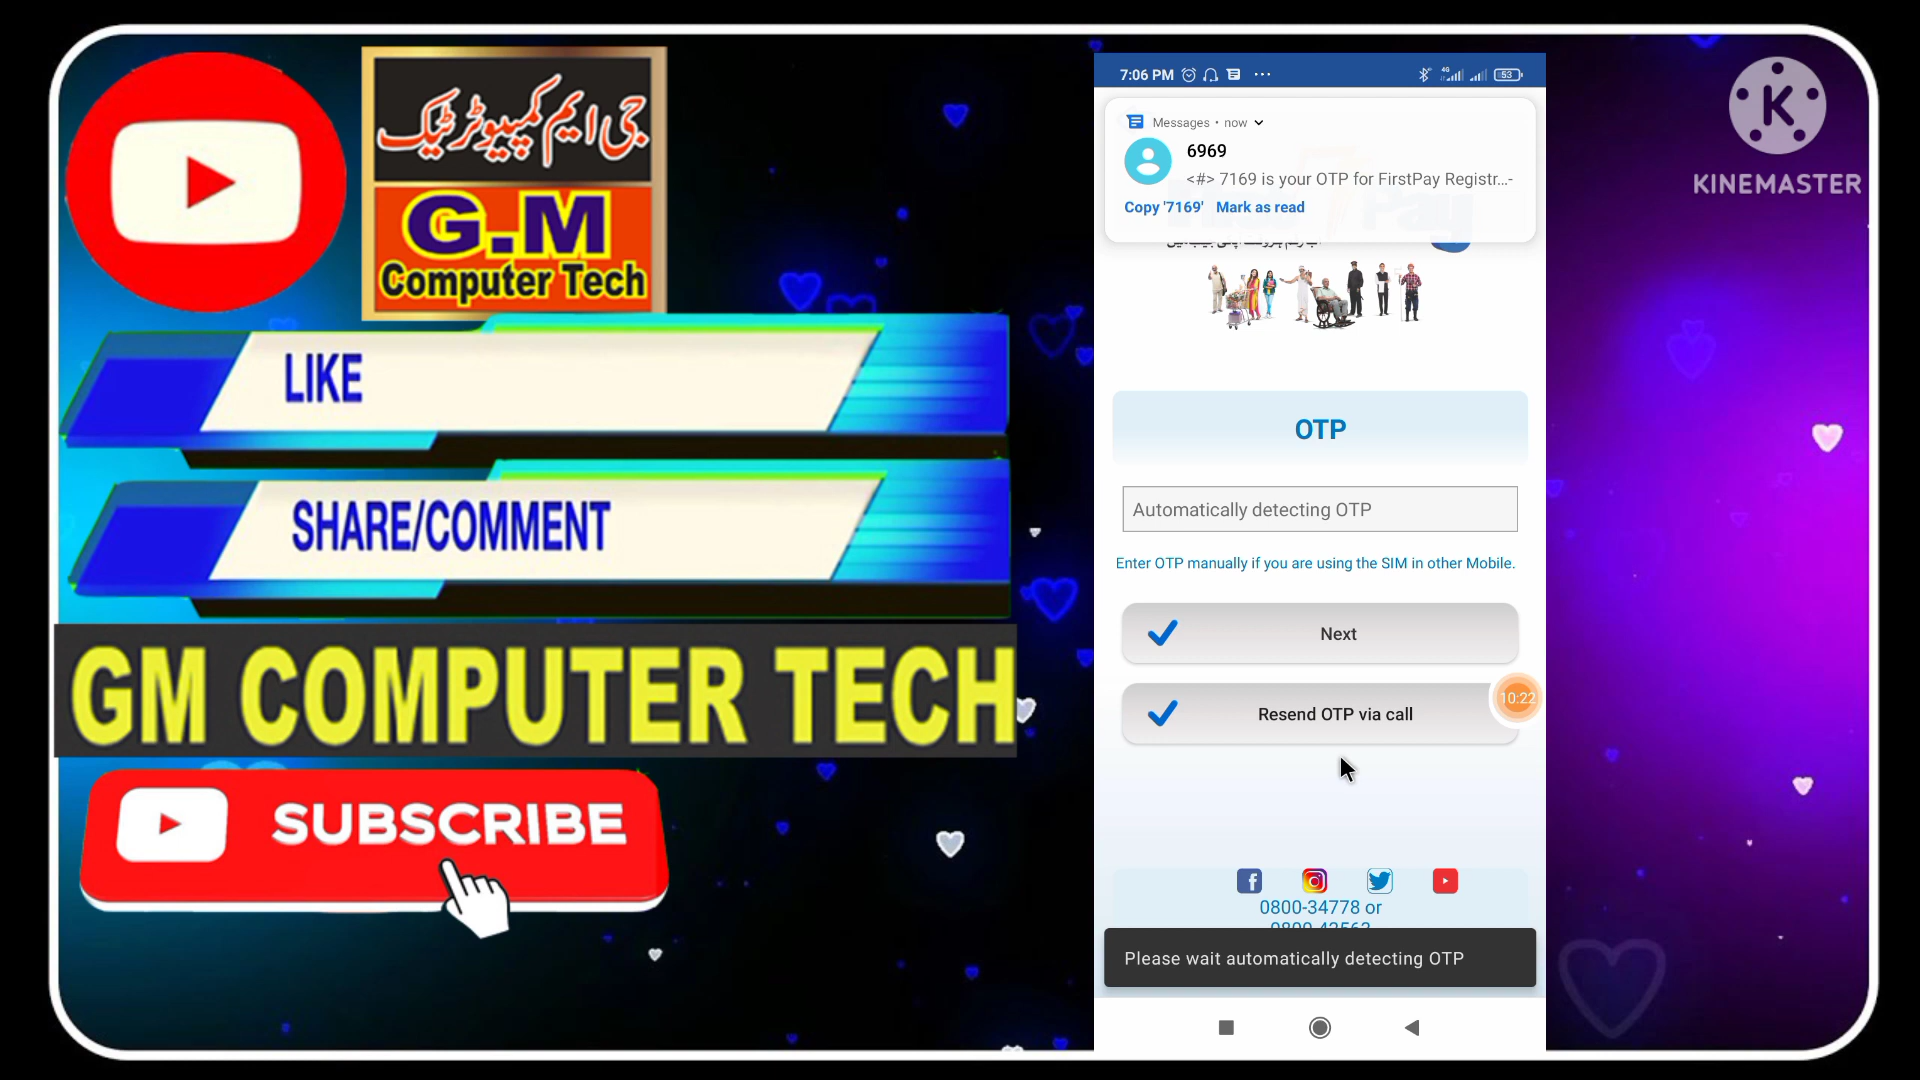 جی ایم کمپیوٹر ٹیک
G.M
Computer Tech
LIKE
SHARE/COMMENT
GM COMPUTER TECH
SUBSCRIBE
7:06 PM
4G
53
Messages • now
6969
<#> 7169 is your OTP for FirstPay Registr...-
Copy '7169' Mark as read
Pay
OTP
Automatically detecting OTP
Enter OTP manually if you are using the SIM in other Mobile.
Next
Resend OTP via call
10:22
0800-34778 or
Please wait automatically detecting OTP
K
KINEMASTER